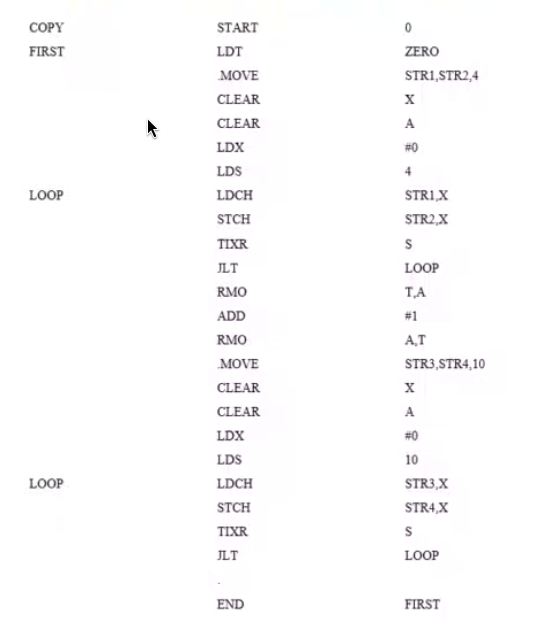 COPY START 0
FIRST LDT ZERO
.MOVE STR1,STR2,4
CLEAR X
CLEAR A
LDX #0
LDS 4
LOOP LDCH STR1,X
STCH STR2,X
TIXR S
JLT LOOP
RMO T,A
ADD #1
RMO A,T
.MOVE STR3,STR4,10
CLEAR X
CLEAR A
LDX #0
LDS 10
LOOP LDCH STR3,X
STCH STR4,X
TIXR S
JLT LOOP
.
END FIRST